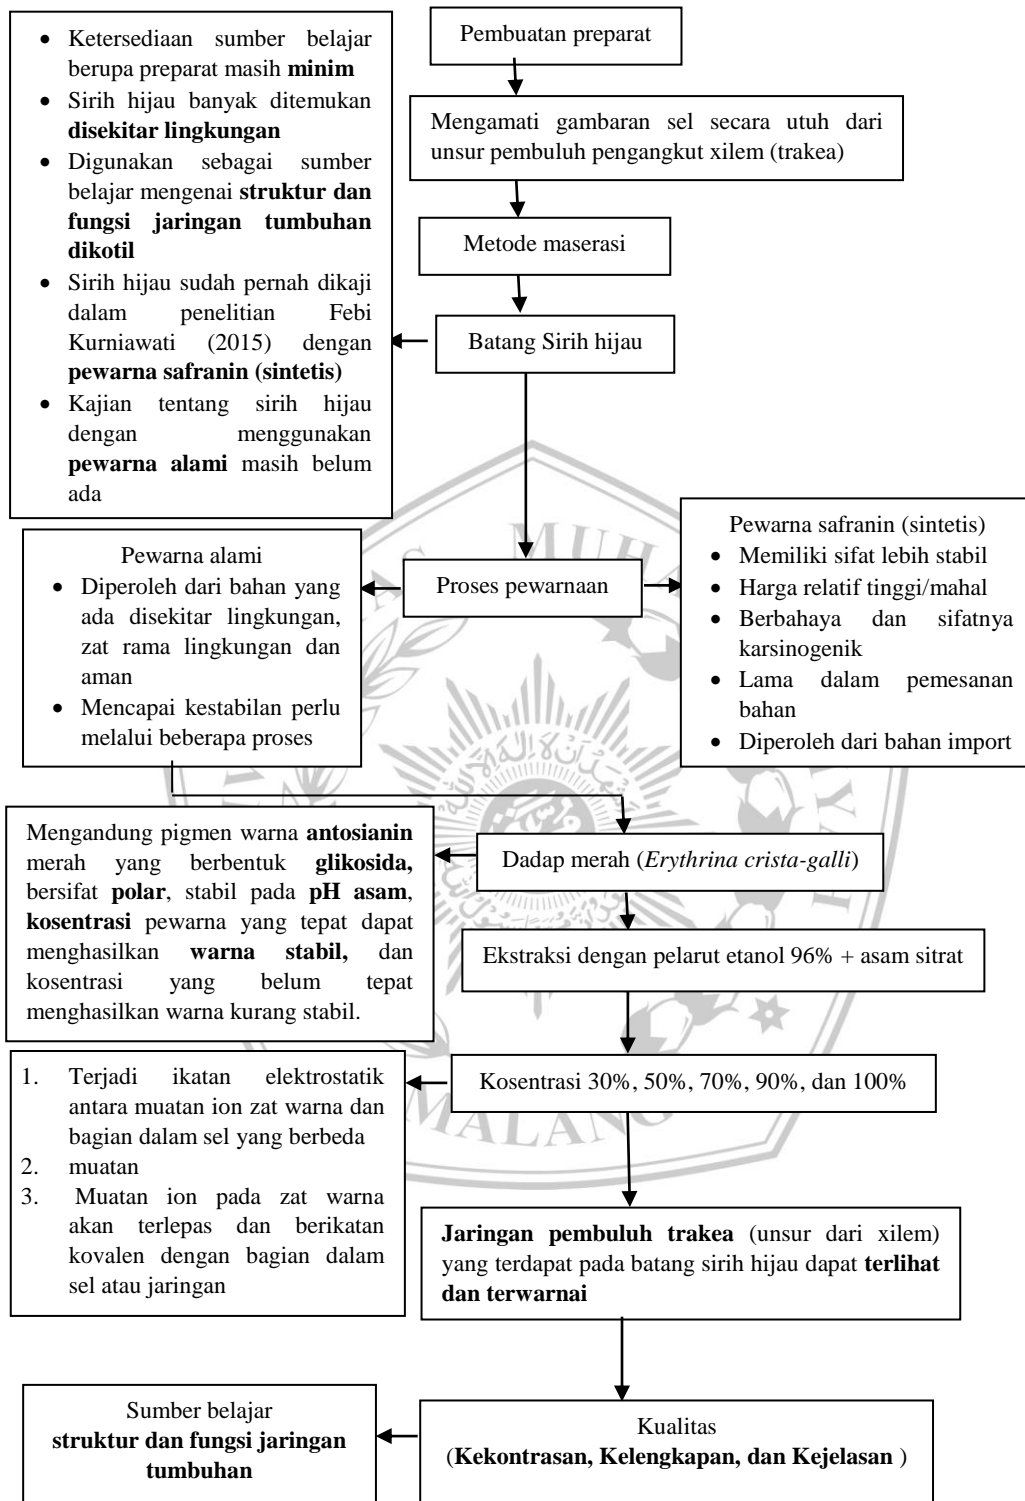 Pembuatan preparat
• Ketersediaan sumber belajar
berupa preparat masih minim
• Sirih hijau banyak ditemukan
disekitar lingkungan
• Digunakan sebagai sumber
belajar mengenai struktur dan
fungsi jaringan tumbuhan
dikotil
• Sirih hijau sudah pernah dikaji
dalam penelitian Febi
Kurniawati (2015) dengan
pewarna safranin (sintetis)
• Kajian tentang sirih hijau
dengan menggunakan
pewarna alami masih belum
ada
Mengamati gambaran sel secara utuh dari
unsur pembuluh pengangkut xilem (trakea)
Metode maserasi
Batang Sirih hijau
Proses pewarnaan
Pewarna alami
• Diperoleh dari bahan yang
ada disekitar lingkungan,
zat rama lingkungan dan
aman
• Mencapai kestabilan perlu
melalui beberapa proses
Pewarna safranin (sintetis)
• Memiliki sifat lebih stabil
• Harga relatif tinggi/mahal
• Berbahaya dan sifatnya
karsinogenik
• Lama dalam pemesanan
bahan
• Diperoleh dari bahan import
Dadap merah (Erythrina crista-galli)
Mengandung pigmen warna antosianin
merah yang berbentuk glikosida,
bersifat polar, stabil pada pH asam,
kosentrasi pewarna yang tepat dapat
menghasilkan warna stabil, dan
kosentrasi yang belum tepat
menghasilkan warna kurang stabil.
Ekstraksi dengan pelarut etanol 96% + asam sitrat
Kosentrasi 30%, 50%, 70%, 90%, dan 100%
1. Terjadi ikatan elektrostatik
antara muatan ion zat warna dan
bagian dalam sel yang berbeda
2. muatan
3. Muatan ion pada zat warna
akan terlepas dan berikatan
kovalen dengan bagian dalam
sel atau jaringan
Jaringan pembuluh trakea (unsur dari xilem)
yang terdapat pada batang sirih hijau dapat terlihat
dan terwarnai
Kualitas
(Kekontrasan, Kelengkapan, dan Kejelasan )
Sumber belajar
struktur dan fungsi jaringan
tumbuhan
MUH
MALANG